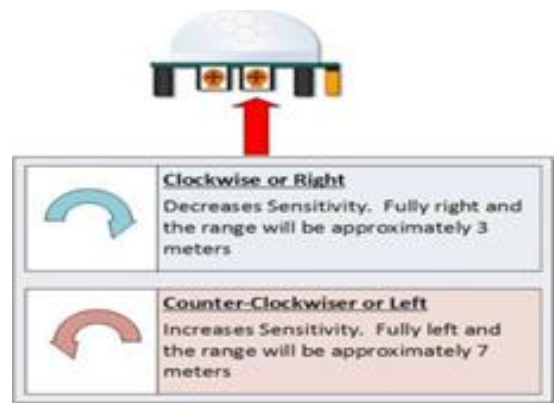 Clockwise or Right
Decreases Sensitivity. Fully right and
the range will be approximately 3
meters
Counter-Clockwiser or Left
Increases Sensitivity. Fully left and
the range will be approximately 7
meters